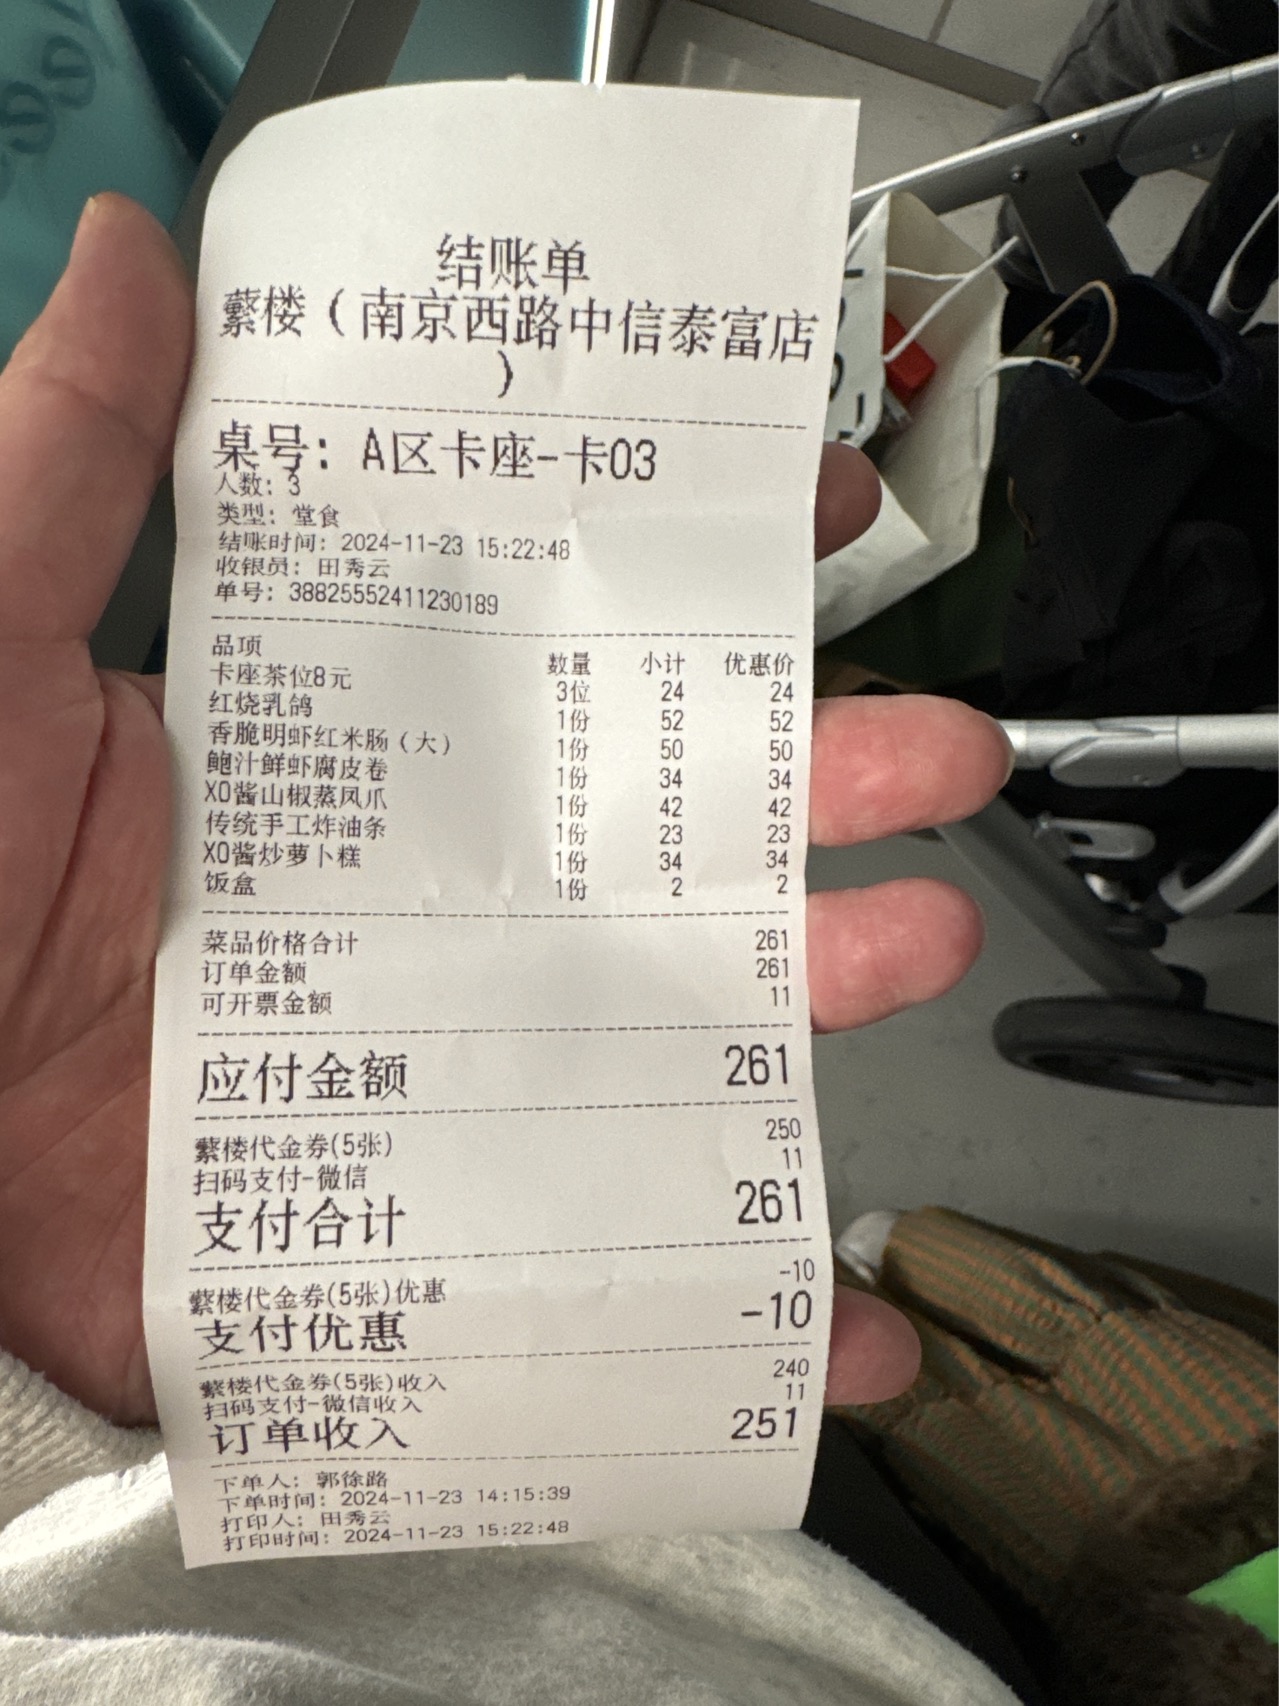 结账单
蘩楼（南京西路中信泰富店
）
桌号：A区卡座-卡03
人数：3
类型：堂食
结账时间：2024-11-23 15:22:48
收银员：田秀云
单号：38825552411230189
品项 数量 小计 优惠价
卡座茶位8元 3位 24 24
红烧乳鸽 1份 52 52
香脆明虾红米肠（大） 1份 50 50
鲍汁鲜虾腐皮卷 1份 34 34
XO酱山椒蒸凤爪 1份 42 42
传统手工炸油条 1份 23 23
XO酱炒萝卜糕 1份 34 34
饭盒 1份 2 2
菜品价格合计 261
订单金额 261
可开票金额 11
应付金额 261
蘩楼代金券(5张) 250
扫码支付-微信 11
支付合计 261
蘩楼代金券(5张)优惠 -10
支付优惠 -10
蘩楼代金券(5张)收入 240
扫码支付-微信收入 11
订单收入 251
下单人：郭徐路
下单时间：2024-11-23 14:15:39
打印人：田秀云
打印时间：2024-11-23 15:22:48